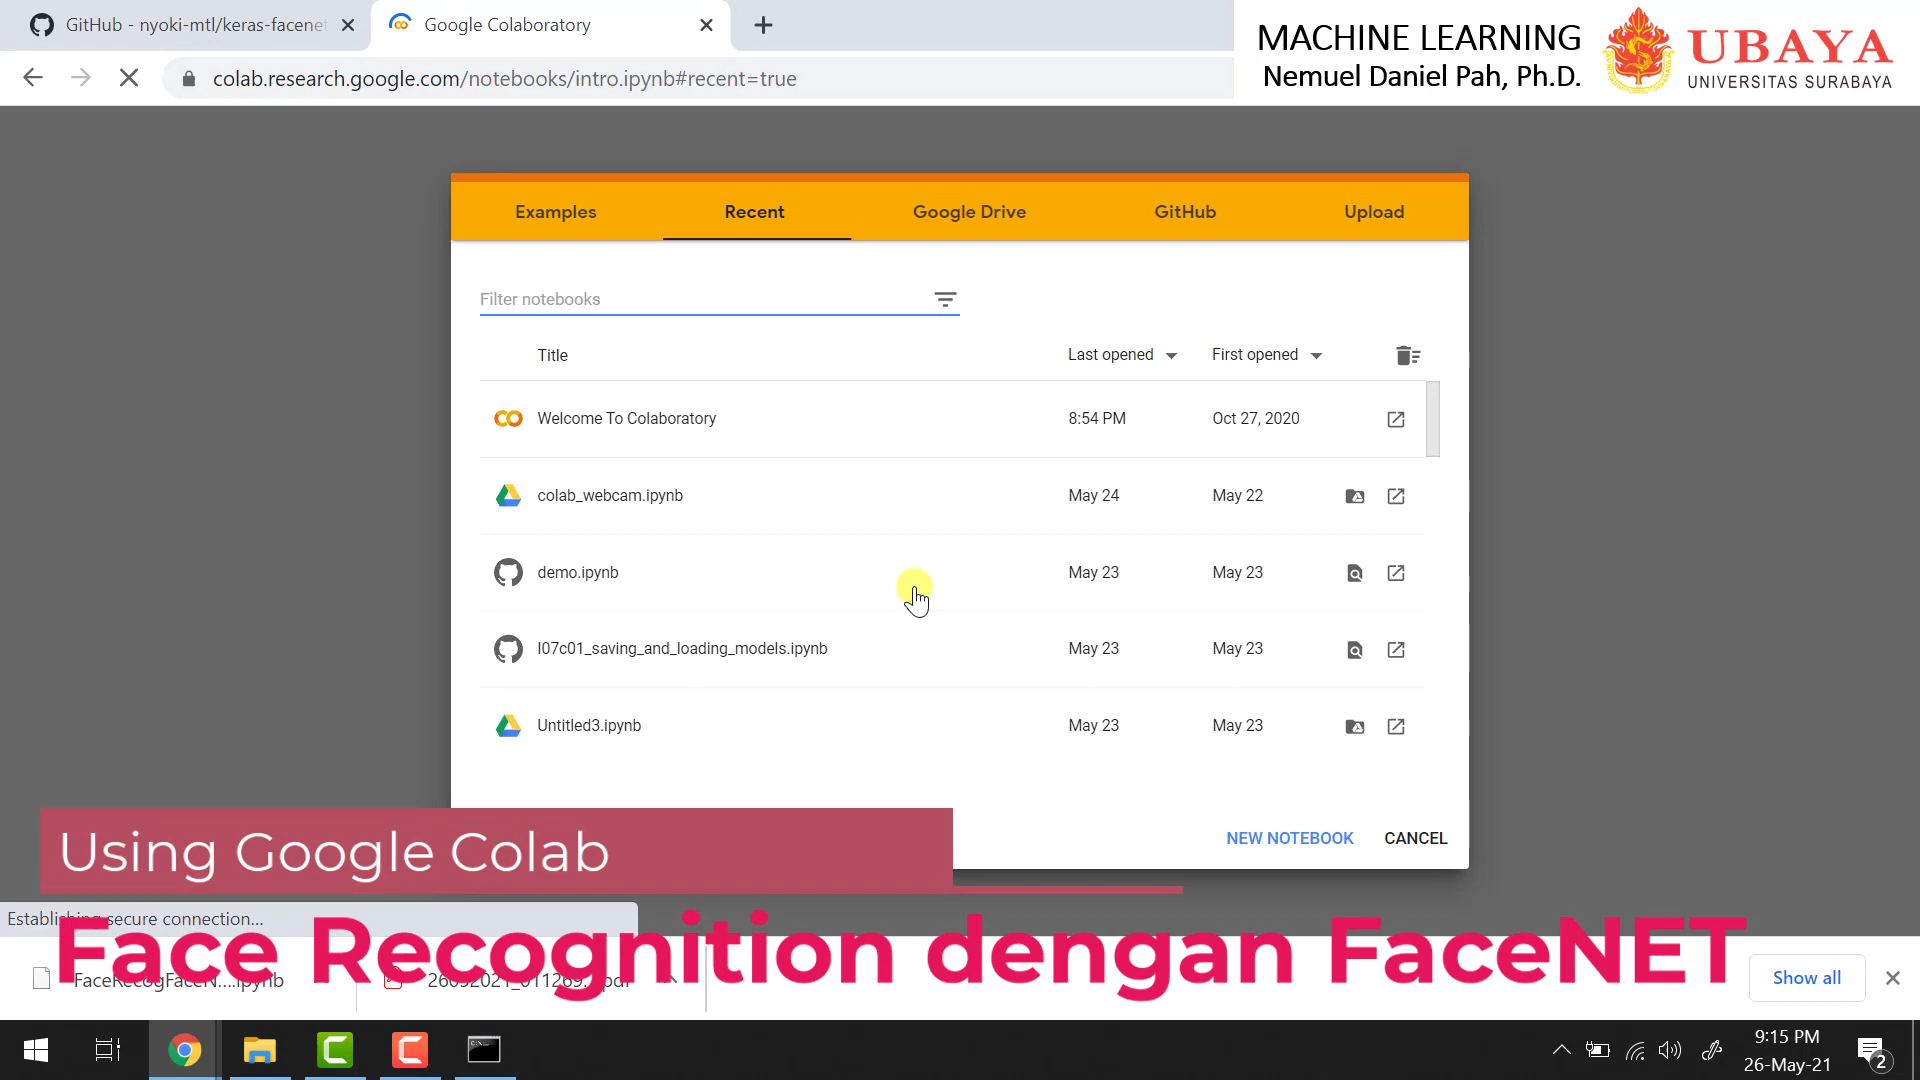 GitHub - nyoki-mtl/keras-facenet
Google Colaboratory
MACHINE LEARNING
Nemuel Daniel Pah, Ph.D.
UBAYA
UNIVERSITAS SURABAYA
colab.research.google.com/notebooks/intro.ipynb#recent=true
Examples
Recent
Google Drive
GitHub
Upload
Filter notebooks
Title
Last opened
First opened
Welcome To Colaboratory
8:54 PM
Oct 27, 2020
colab_webcam.ipynb
May 24
May 22
demo.ipynb
May 23
May 23
l07c01_saving_and_loading_models.ipynb
May 23
May 23
Untitled3.ipynb
May 23
May 23
NEW NOTEBOOK
CANCEL
Using Google Colab
Establishing secure connection...
Face Recognition dengan FaceNET
FaceRecogFaceN....ipynb
Show all
9:15 PM
26-May-21
2